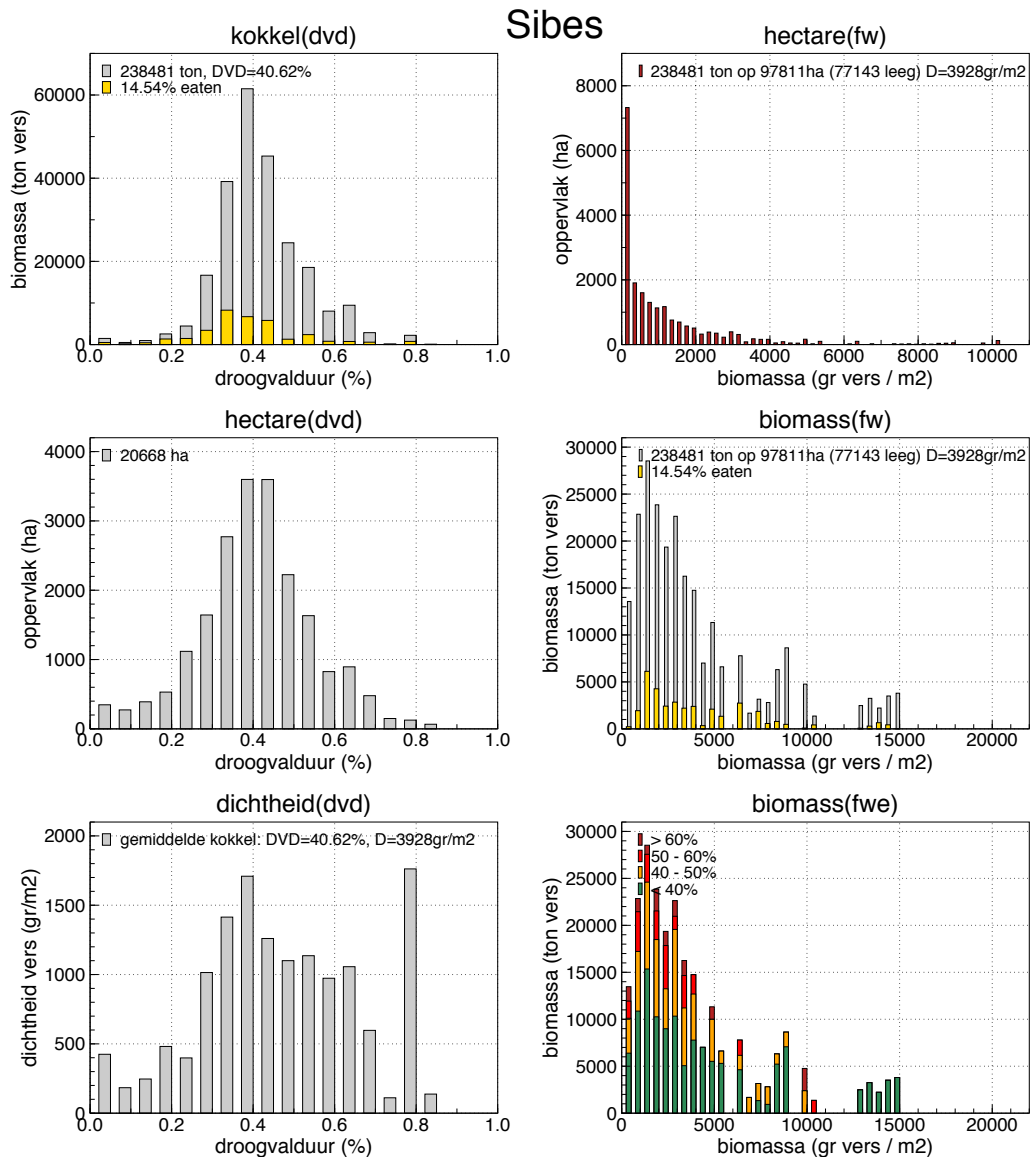 Sibes
kokkel(dvd)
238481 ton, DVD=40.62%
14.54% eaten
60000
40000
20000
0
biomassa (ton vers)
0.0 0.2 0.4 0.6 0.8 1.0
droogvalduur (%)
hectare(fw)
238481 ton op 97811ha (77143 leeg) D=3928gr/m2
8000
6000
4000
2000
0
oppervlak (ha)
0 2000 4000 6000 8000 10000
biomassa (gr vers / m2)
hectare(dvd)
20668 ha
4000
3000
2000
1000
0
oppervlak (ha)
0.0 0.2 0.4 0.6 0.8 1.0
droogvalduur (%)
biomass(fw)
238481 ton op 97811ha (77143 leeg) D=3928gr/m2
14.54% eaten
30000
25000
20000
15000
10000
5000
0
biomassa (ton vers)
0 5000 10000 15000 20000
biomassa (gr vers / m2)
dichtheid(dvd)
gemiddelde kokkel: DVD=40.62%, D=3928gr/m2
2000
1500
1000
500
0
dichtheid vers (gr/m2)
0.0 0.2 0.4 0.6 0.8 1.0
droogvalduur (%)
biomass(fwe)
> 60%
50 - 60%
40 - 50%
< 40%
30000
25000
20000
15000
10000
5000
0
biomassa (ton vers)
0 5000 10000 15000 20000
biomassa (gr vers / m2)